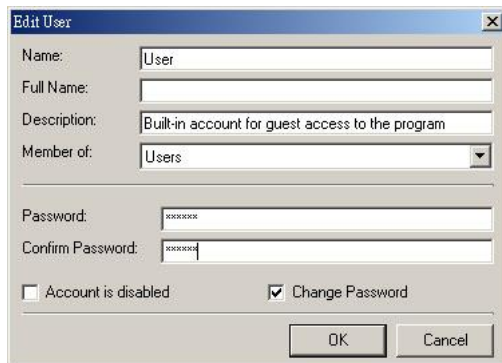 Edit User
Name: User
Full Name:
Description: Built-in account for guest access to the program
Member of: Users
Password: ******
Confirm Password: ******
Account is disabled Change Password
OK Cancel